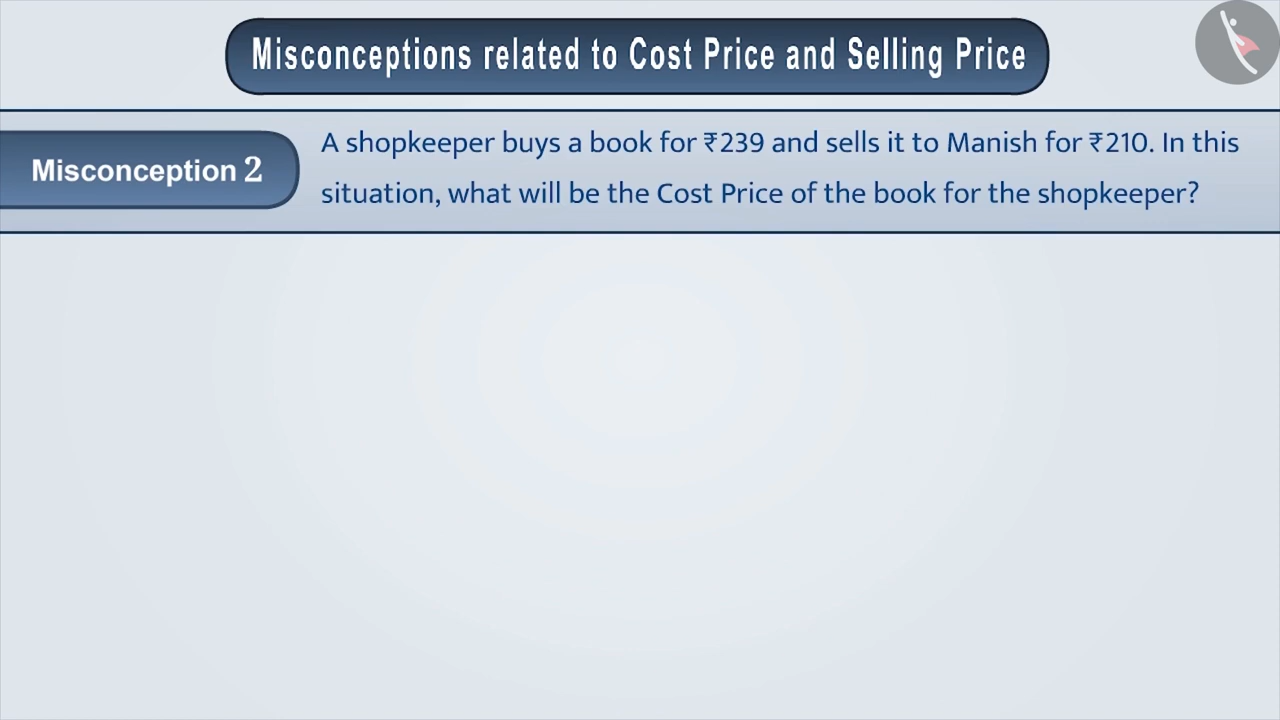 Misconceptions related to Cost Price and Selling Price
Misconception 2
A shopkeeper buys a book for ₹239 and sells it to Manish for ₹210. In this
situation, what will be the Cost Price of the book for the shopkeeper?